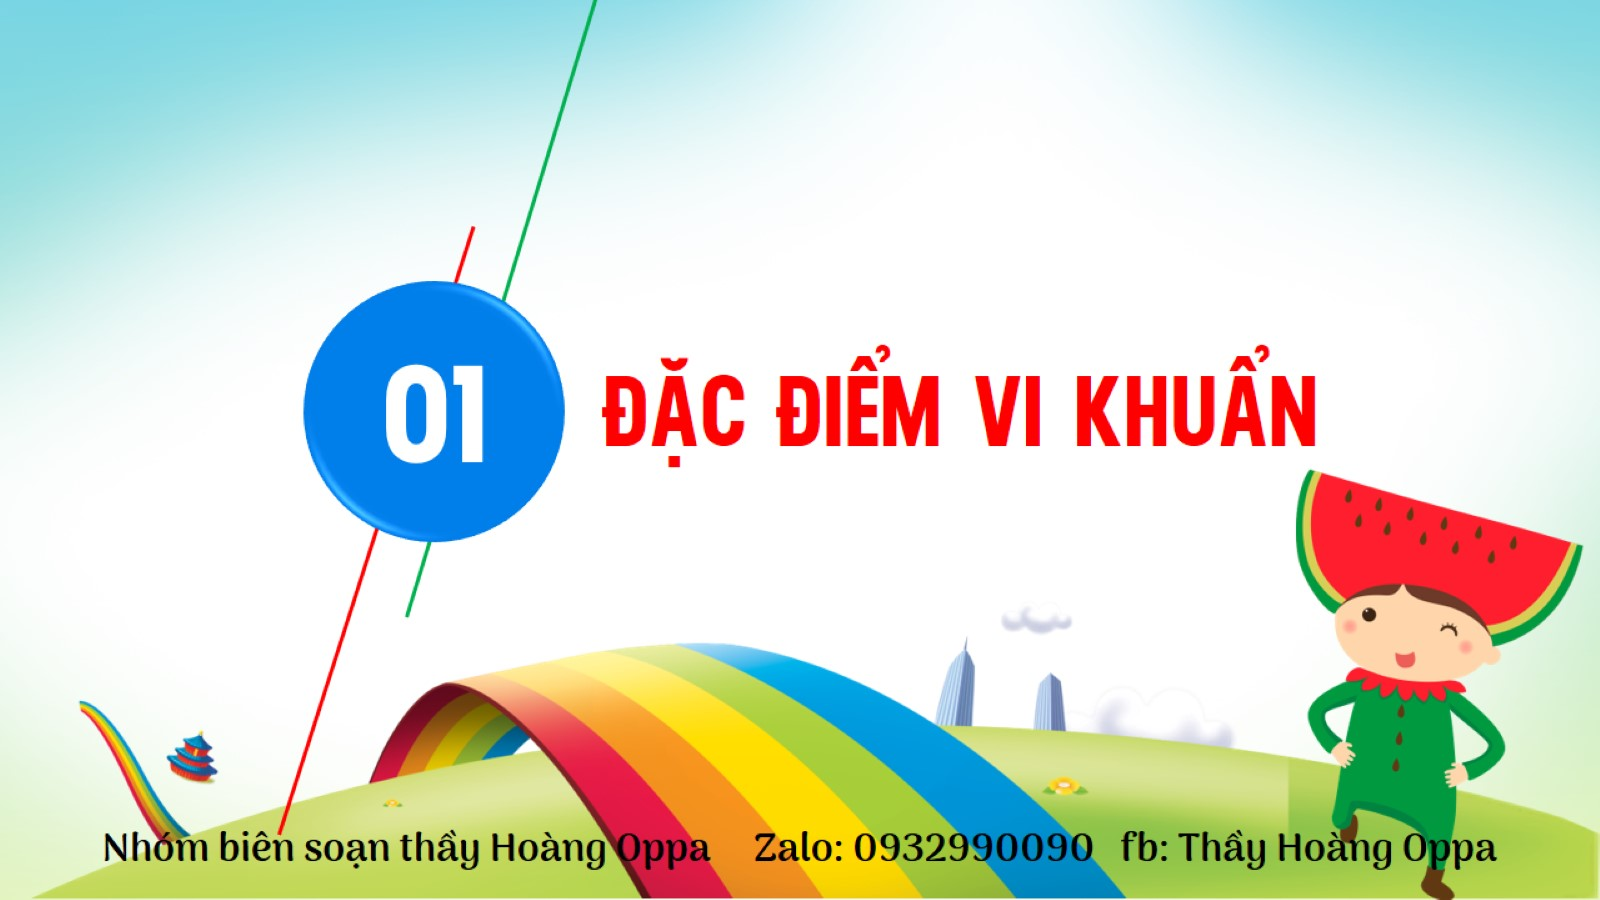 01
ĐẶC ĐIỂM VI KHUẨN
Nhóm biên soạn thầy Hoàng Oppa Zalo: 0932990090 fb: Thầy Hoàng Oppa